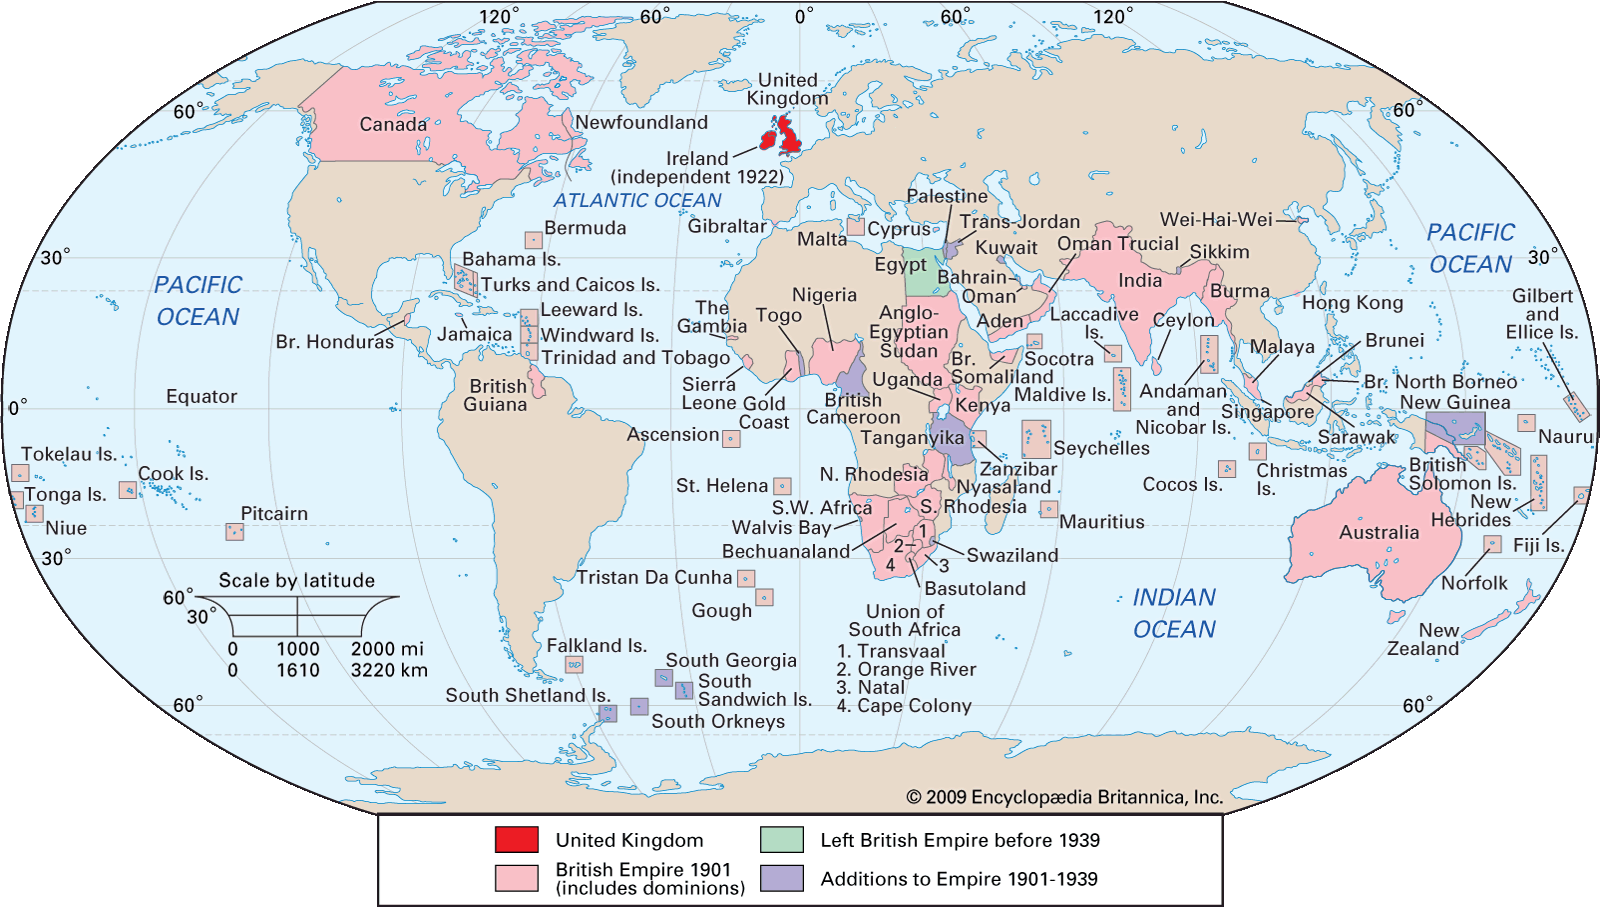 120°
60°
0°
60°
120°
United
Kingdom
60°
60°
Canada
Newfoundland
Ireland
(independent 1922)
ATLANTIC OCEAN
Palestine
Gibraltar
Malta
Cyprus
Trans-Jordan
Wei-Hai-Wei
Bermuda
Kuwait
Oman
Trucial
Sikkim
PACIFIC
OCEAN
30°
30°
Bahama Is.
Egypt
Bahrain
India
Turks and Caicos Is.
PACIFIC
OCEAN
Nigeria
Oman
Burma
Hong Kong
Gilbert
and
Ellice Is.
Leeward Is.
The
Gambia
Togo
Anglo-
Egyptian
Sudan
Aden
Laccadive
Is.
Ceylon
Jamaica
Windward Is.
Br. Honduras
Trinidad and Tobago
Br.
Somaliland
Socotra
Malaya
Brunei
British
Guiana
Sierra
Leone
Gold
Coast
British
Cameroon
Uganda
Kenya
Maldive Is.
Andaman
and
Nicobar Is.
Singapore
Br. North Borneo
New Guinea
Equator
0°
Ascension
Tanganyika
Seychelles
Sarawak
Nauru
Tokelau Is.
Cook Is.
Zanzibar
Christmas
Is.
Cocos Is.
British
Solomon Is.
Tonga Is.
St. Helena
N. Rhodesia
Nyasaland
New
Hebrides
Niue
Pitcairn
S.W. Africa
S. Rhodesia
Mauritius
Walvis Bay
Bechuanaland
1
2
3
4
Swaziland
Basutoland
Australia
Fiji Is.
Norfolk
30°
Tristan Da Cunha
Gough
INDIAN
OCEAN
Scale by latitude
60°
30°
0 1000 2000 mi
0 1610 3220 km
Union of
South Africa
1. Transvaal
2. Orange River
3. Natal
4. Cape Colony
New
Zealand
Falkland Is.
South Georgia
South
Sandwich Is.
South Shetland Is.
South Orkneys
60°
60°
© 2009 Encyclopædia Britannica, Inc.
United Kingdom
British Empire 1901
(includes dominions)
Left British Empire before 1939
Additions to Empire 1901-1939